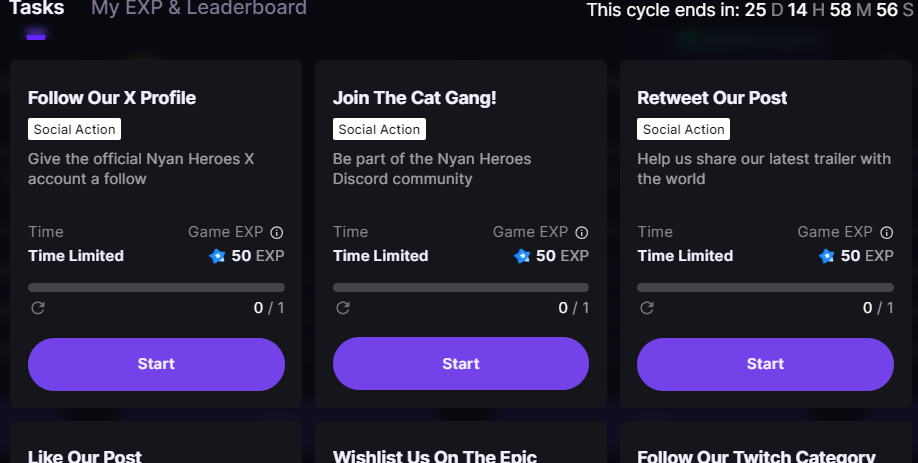 Tasks My EXP & Leaderboard This cycle ends in: 25 D 14 H 58 M 56 S
Follow Our X Profile
Social Action
Give the official Nyan Heroes X
account a follow
Time Game EXP
Time Limited 50 EXP
0 / 1
Start
Join The Cat Gang!
Social Action
Be part of the Nyan Heroes
Discord community
Time Game EXP
Time Limited 50 EXP
0 / 1
Start
Retweet Our Post
Social Action
Help us share our latest trailer with
the world
Time Game EXP
Time Limited 50 EXP
0 / 1
Start
Like Our Post
Wishlist Us On The Epic
Follow Our Twitch Category